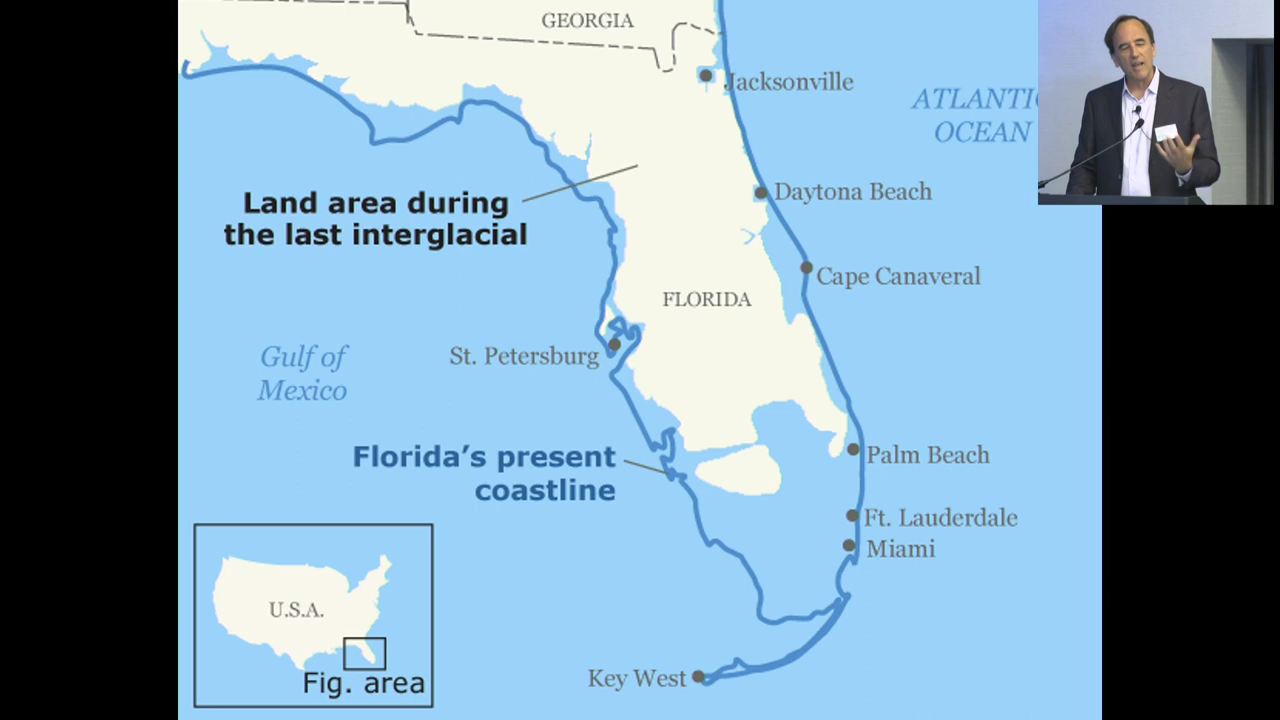 GEORGIA
Jacksonville
ATLANTI
OCEAN
Daytona Beach
Land area during
the last interglacial
Cape Canaveral
FLORIDA
Gulf of
Mexico
St. Petersburg
Florida’s present
coastline
Palm Beach
Ft. Lauderdale
Miami
U.S.A.
Fig. area
Key West